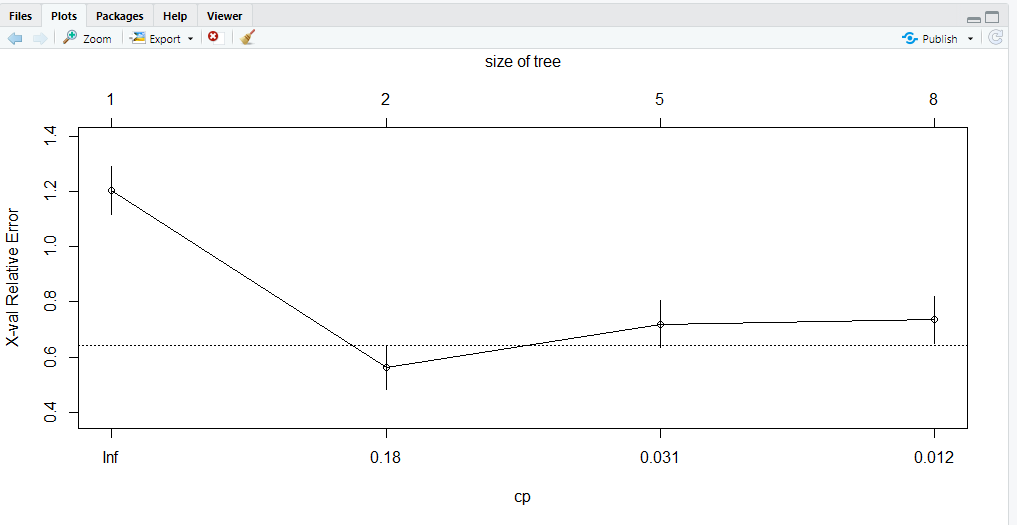 Files Plots Packages Help Viewer
Zoom Export Publish
size of tree
1 2 5 8
1.4
1.2
1.0
0.8
0.6
0.4
X-val Relative Error
Inf 0.18 0.031 0.012
cp